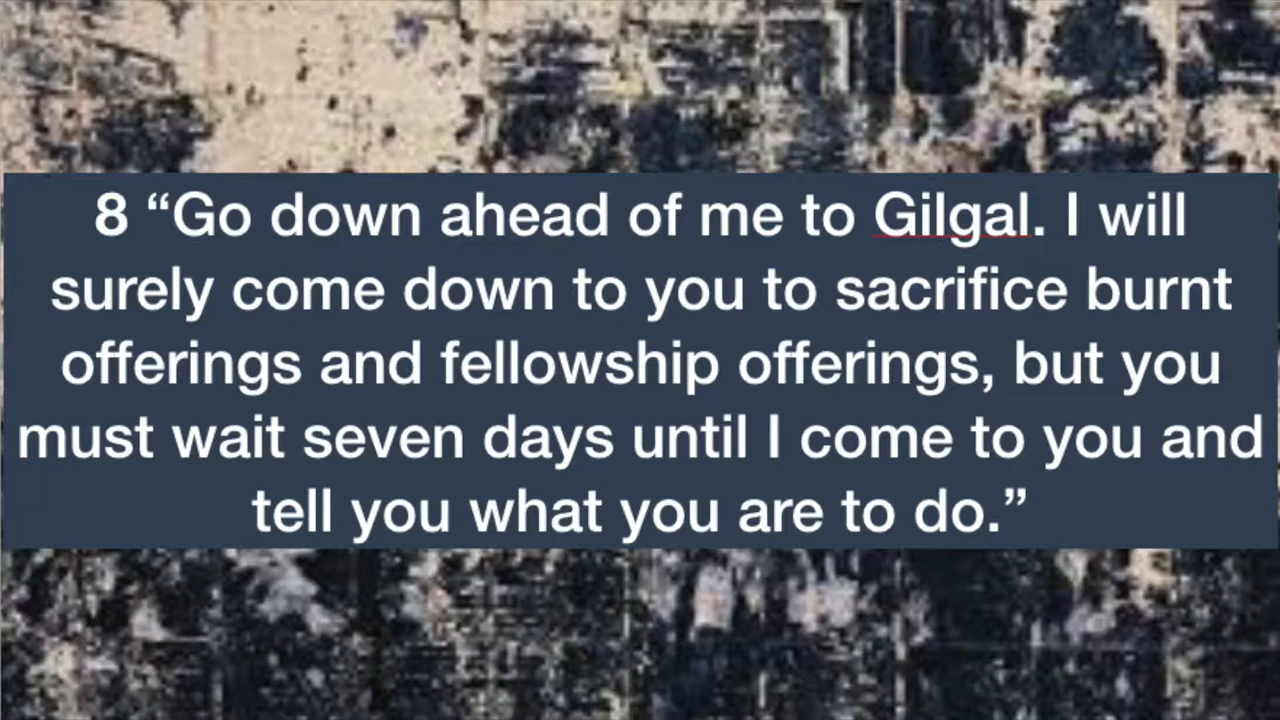 8 “Go down ahead of me to Gilgal. I will
surely come down to you to sacrifice burnt
offerings and fellowship offerings, but you
must wait seven days until I come to you and
tell you what you are to do.”